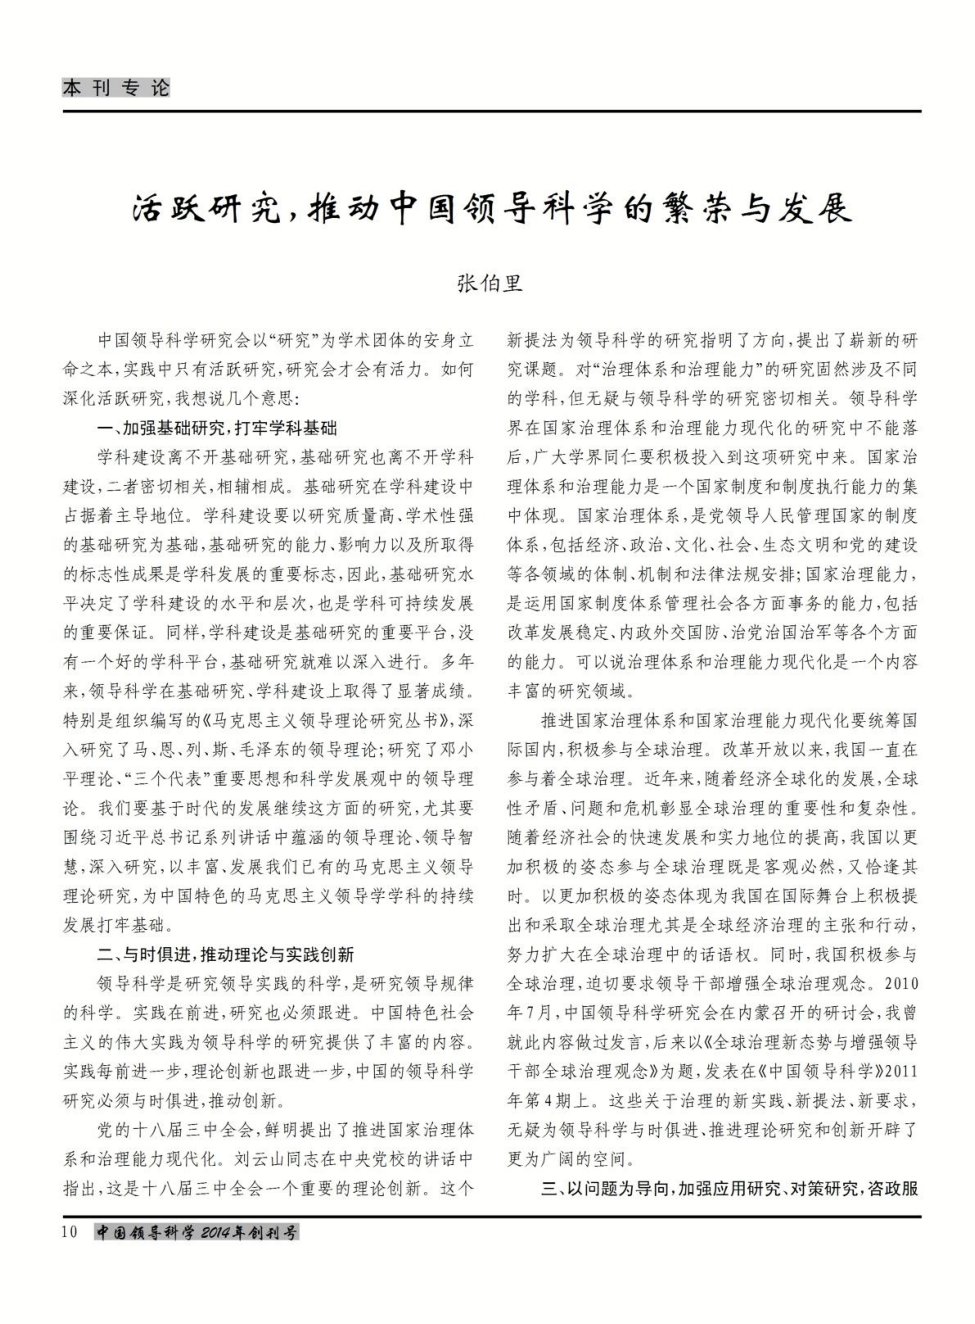 本刊专论
活跃研究,推动中国领导科学的繁荣与发展
张伯里
中国领导科学研究会以“研究”为学术团体的安身立
命之本,实践中只有活跃研究,研究会才会有活力。如何
深化活跃研究,我想说几个意思:
一、加强基础研究,打牢学科基础
学科建设离不开基础研究,基础研究也离不开学科
建设,二者密切相关,相辅相成。基础研究在学科建设中
占据着主导地位。学科建设要以研究质量高、学术性强
的基础研究为基础,基础研究的能力、影响力以及所取得
的标志性成果是学科发展的重要标志,因此,基础研究水
平决定了学科建设的水平和层次,也是学科可持续发展
的重要保证。同样,学科建设是基础研究的重要平台,没
有一个好的学科平台,基础研究就难以深入进行。多年
来,领导科学在基础研究、学科建设上取得了显著成绩。
特别是组织编写的《马克思主义领导理论研究丛书》,深
入研究了马、恩、列、斯、毛泽东的领导理论;研究了邓小
平理论、“三个代表”重要思想和科学发展观中的领导理
论。我们要基于时代的发展继续这方面的研究,尤其要
围绕习近平总书记系列讲话中蕴涵的领导理论、领导智
慧,深入研究,以丰富、发展我们已有的马克思主义领导
理论研究,为中国特色的马克思主义领导学学科的持续
发展打牢基础。
二、与时俱进,推动理论与实践创新
领导科学是研究领导实践的科学,是研究领导规律
的科学。实践在前进,研究也必须跟进。中国特色社会
主义的伟大实践为领导科学的研究提供了丰富的内容。
实践每前进一步,理论创新也跟进一步,中国的领导科学
研究必须与时俱进,推动创新。
党的十八届三中全会,鲜明提出了推进国家治理体
系和治理能力现代化。刘云山同志在中央党校的讲话中
指出,这是十八届三中全会一个重要的理论创新。这个
新提法为领导科学的研究指明了方向,提出了崭新的研
究课题。对“治理体系和治理能力”的研究固然涉及不同
的学科,但无疑与领导科学的研究密切相关。领导科学
界在国家治理体系和治理能力现代化的研究中不能落
后,广大学界同仁要积极投入到这项研究中来。国家治
理体系和治理能力是一个国家制度和制度执行能力的集
中体现。国家治理体系,是党领导人民管理国家的制度
体系,包括经济、政治、文化、社会、生态文明和党的建设
等各领域的体制、机制和法律法规安排;国家治理能力,
是运用国家制度体系管理社会各方面事务的能力,包括
改革发展稳定、内政外交国防、治党治国治军等各个方面
的能力。可以说治理体系和治理能力现代化是一个内容
丰富的研究领域。
推进国家治理体系和国家治理能力现代化要统筹国
际国内,积极参与全球治理。改革开放以来,我国一直在
参与着全球治理。近年来,随着经济全球化的发展,全球
性矛盾、问题和危机彰显全球治理的重要性和复杂性。
随着经济社会的快速发展和实力地位的提高,我国以更
加积极的姿态参与全球治理既是客观必然,又恰逢其
时。以更加积极的姿态体现为我国在国际舞台上积极提
出和采取全球治理尤其是全球经济治理的主张和行动,
努力扩大在全球治理中的话语权。同时,我国积极参与
全球治理,迫切要求领导干部增强全球治理观念。2010
年7月,中国领导科学研究会在内蒙召开的研讨会,我曾
就此内容做过发言,后来以《全球治理新态势与增强领导
干部全球治理观念》为题,发表在《中国领导科学》2011
年第4期上。这些关于治理的新实践、新提法、新要求,
无疑为领导科学与时俱进、推进理论研究和创新开辟了
更为广阔的空间。
三、以问题为导向,加强应用研究、对策研究,咨政服
10 中国领导科学2014年创刊号